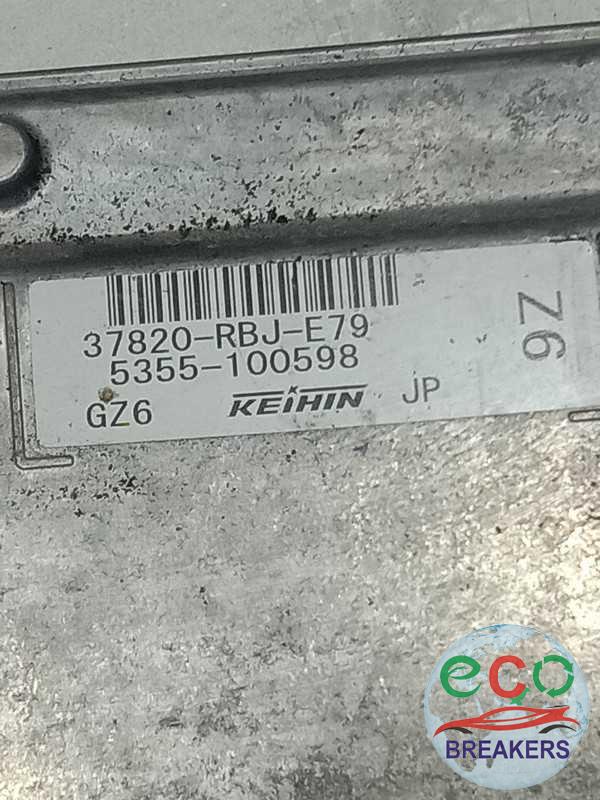 37820-RBJ-E79
5355-100598
GZ6 KEIHIN JP
Z6
eco
BREAKERS